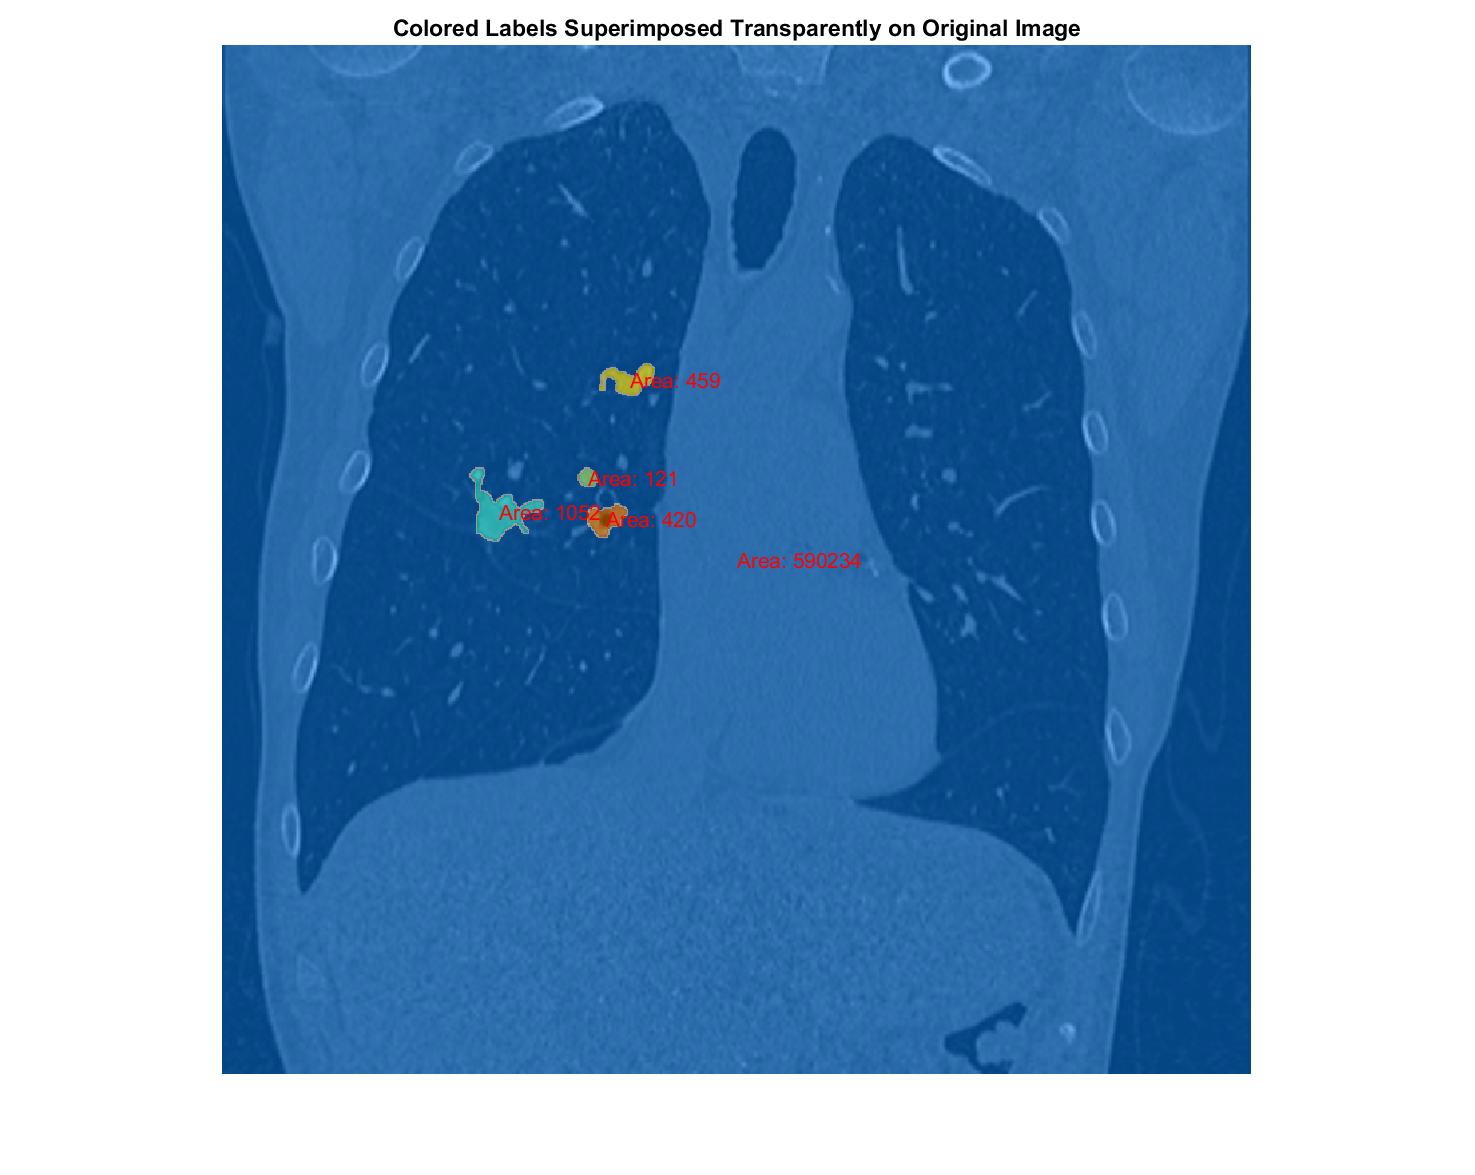 Colored Labels Superimposed Transparently on Original Image
Area: 459
Area: 121
Area: 1052
Area: 420
Area: 590234